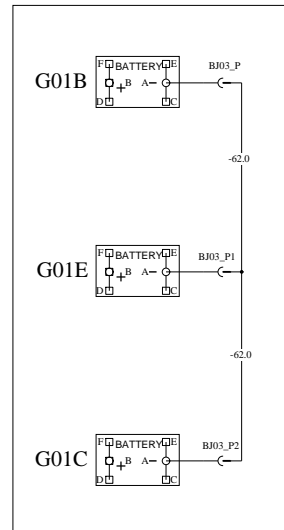 BJ03_P
F BATTERY E
G01B
+ B A−
D C
-62.0
BJ03_P1
F BATTERY E
G01E
+ B A−
D C
-62.0
BJ03_P2
F BATTERY E
G01C
+ B A−
D C